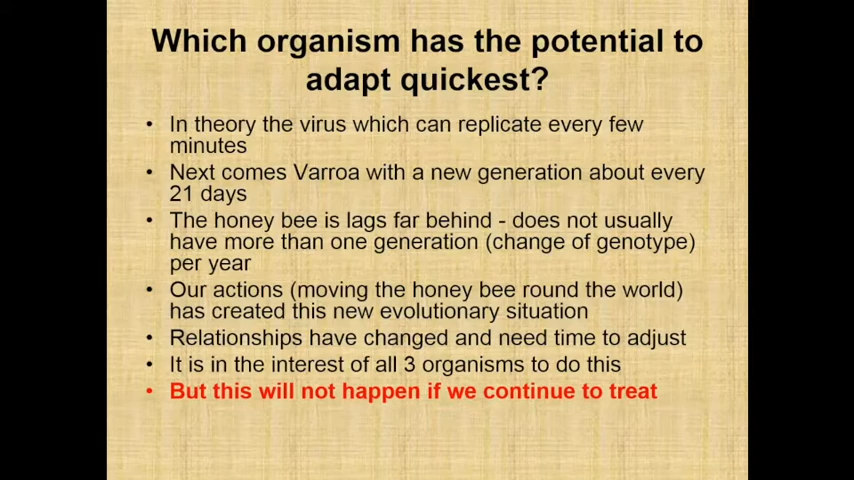 Which organism has the potential to
adapt quickest?
• In theory the virus which can replicate every few
minutes
• Next comes Varroa with a new generation about every
21 days
• The honey bee is lags far behind - does not usually
have more than one generation (change of genotype)
per year
• Our actions (moving the honey bee round the world)
has created this new evolutionary situation
• Relationships have changed and need time to adjust
• It is in the interest of all 3 organisms to do this
• But this will not happen if we continue to treat